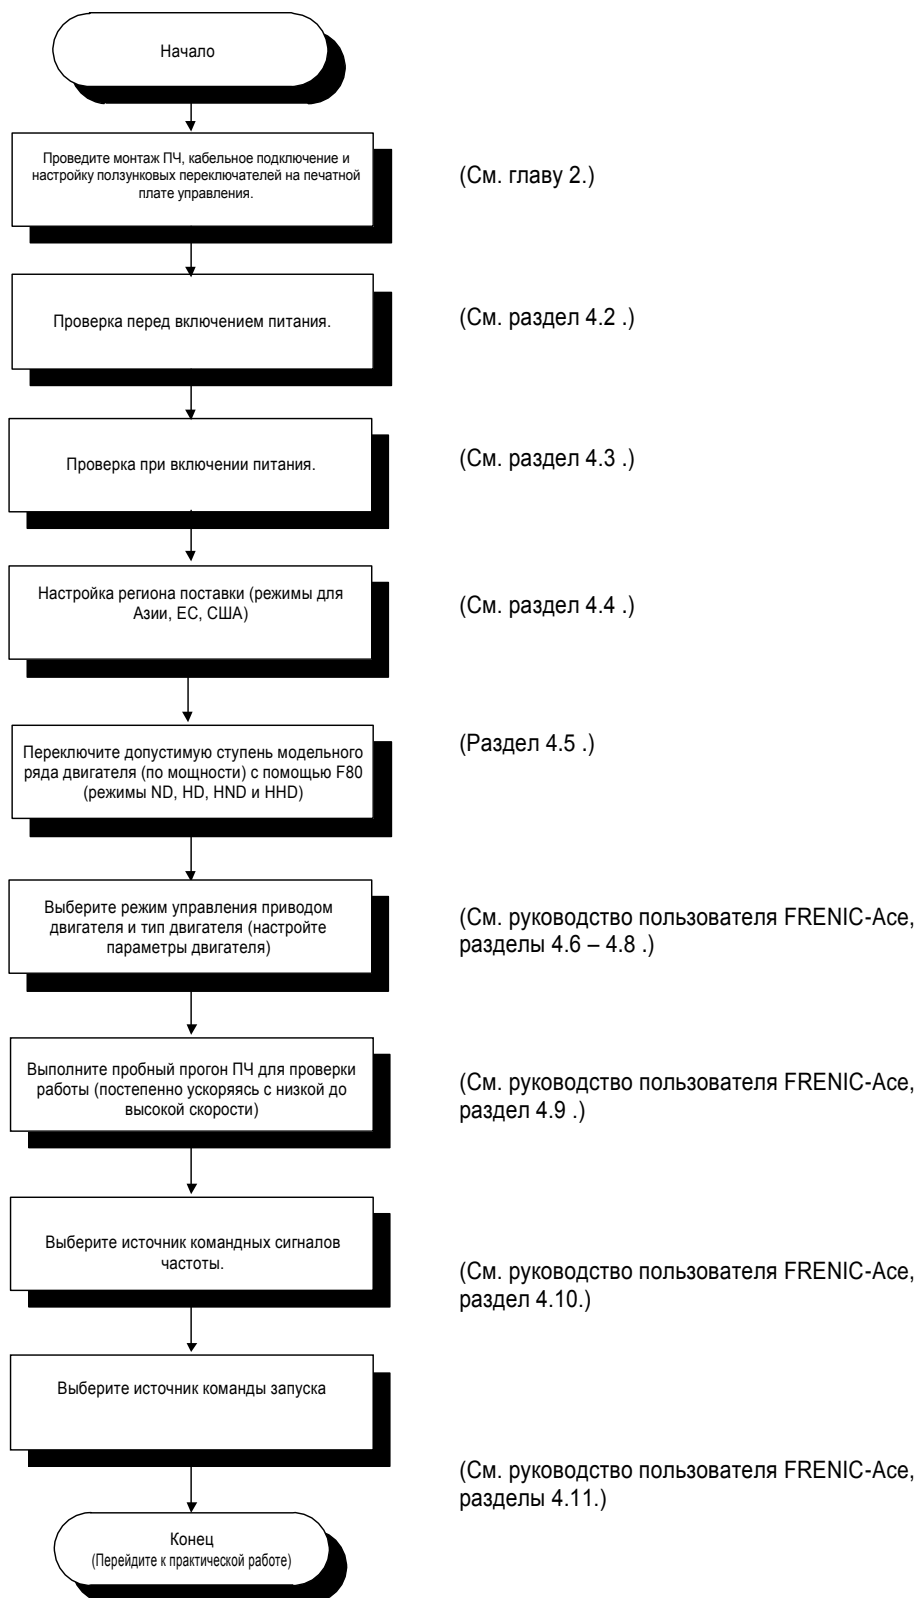 Начало
Проведите монтаж ПЧ, кабельное подключение и
настройку ползунковых переключателей на печатной
плате управления.
(См. главу 2.)
Проверка перед включением питания.
(См. раздел 4.2 .)
Проверка при включении питания.
(См. раздел 4.3 .)
Настройка региона поставки (режимы для
Азии, ЕС, США)
(См. раздел 4.4 .)
Переключите допустимую ступень модельного
ряда двигателя (по мощности) с помощью F80
(режимы ND, HD, HND и HHD)
(Раздел 4.5 .)
Выберите режим управления приводом
двигателя и тип двигателя (настройте
параметры двигателя)
(См. руководство пользователя FRENIC-Ace,
разделы 4.6 – 4.8 .)
Выполните пробный прогон ПЧ для проверки
работы (постепенно ускоряясь с низкой до
высокой скорости)
(См. руководство пользователя FRENIC-Ace,
раздел 4.9 .)
Выберите источник командных сигналов
частоты.
(См. руководство пользователя FRENIC-Ace,
раздел 4.10.)
Выберите источник команды запуска
(См. руководство пользователя FRENIC-Ace,
разделы 4.11.)
Конец
(Перейдите к практической работе)